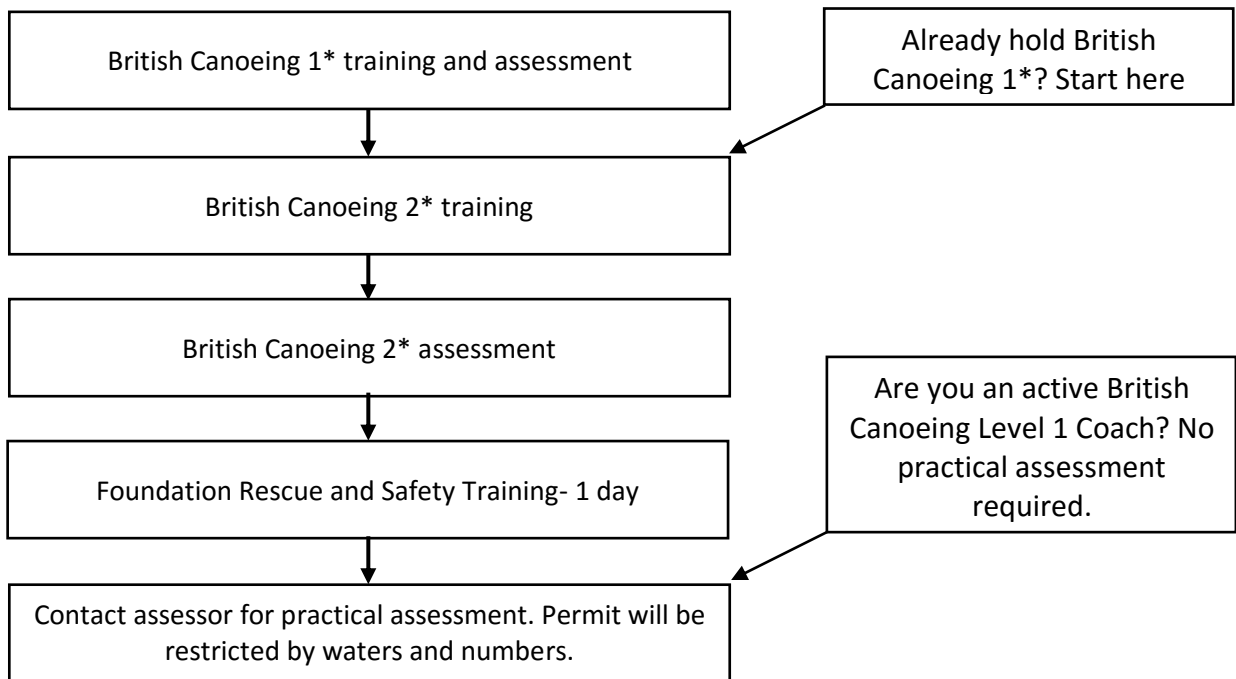 British Canoeing 1* training and assessment
Already hold British
Canoeing 1*? Start here
British Canoeing 2* training
British Canoeing 2* assessment
Are you an active British
Canoeing Level 1 Coach? No
practical assessment
required.
Foundation Rescue and Safety Training- 1 day
Contact assessor for practical assessment. Permit will be
restricted by waters and numbers.